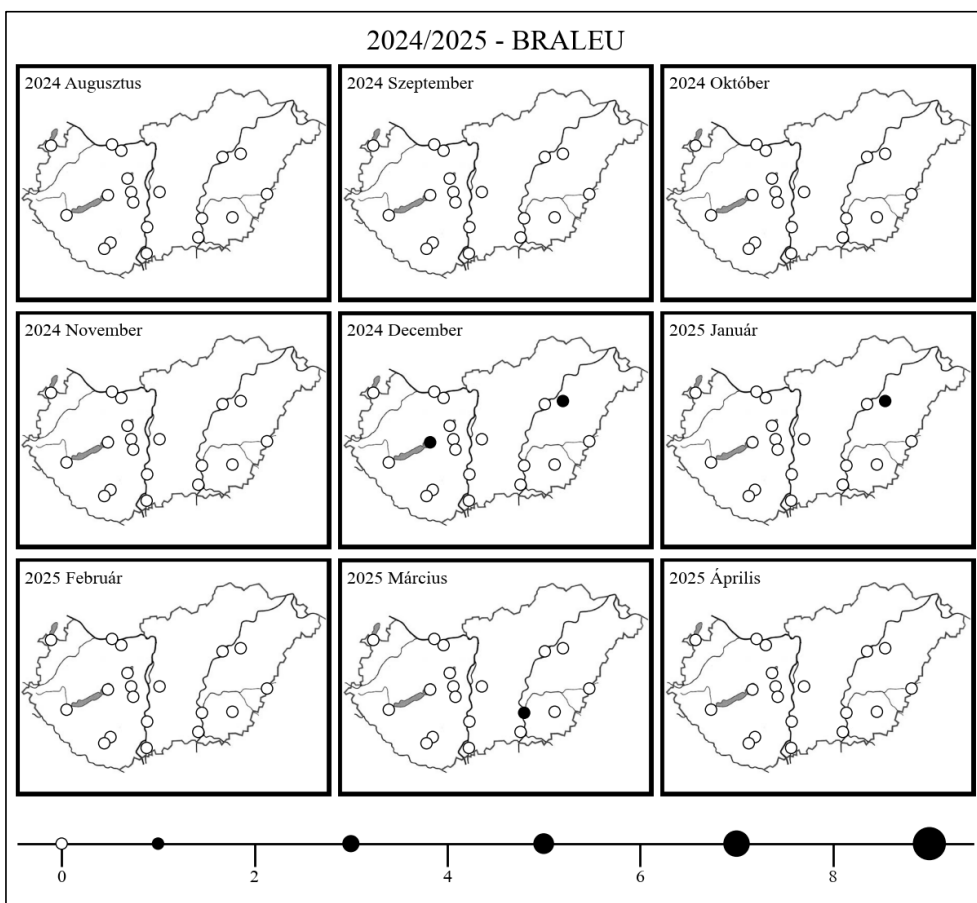 2024/2025 - BRALEU
2024 Augusztus
2024 Szeptember
2024 Október
2024 November
2024 December
2025 Január
2025 Február
2025 Március
2025 Április
0
2
4
6
8